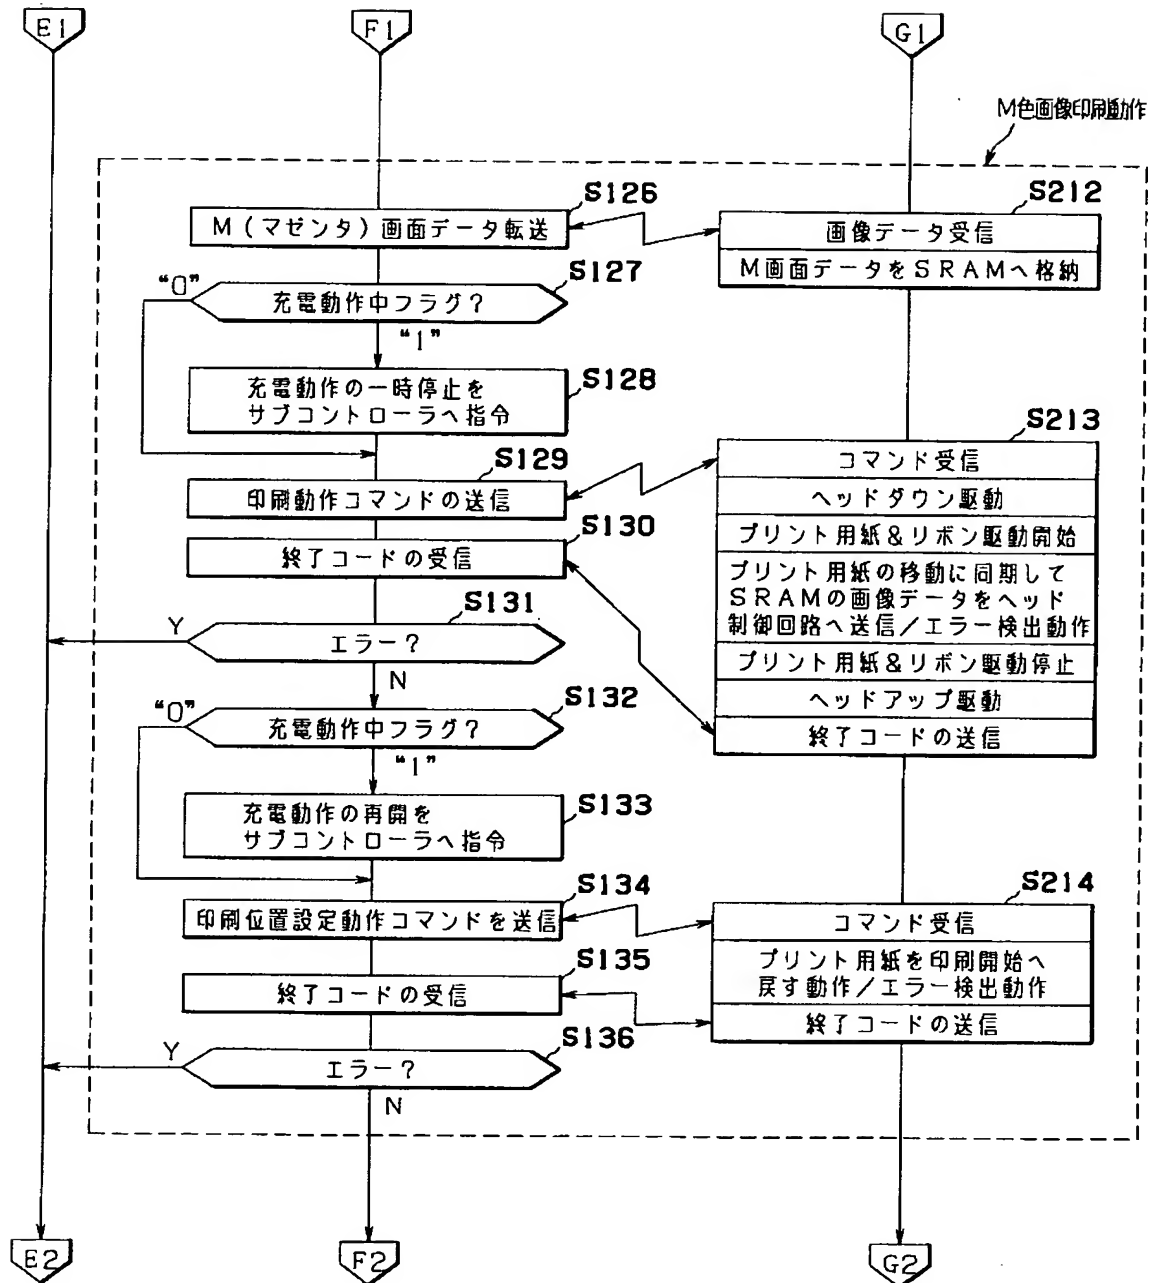 E1
F1
G1
M色画像印刷動作
S126
M(マゼンタ)画面データ転送
S212
画像データ受信
M画面データをSRAMへ格納
S127
“0”
充電動作中フラグ?
“1”
S128
充電動作の一時停止を
サブコントローラへ指令
S129
印刷動作コマンドの送信
S213
コマンド受信
ヘッドダウン駆動
プリント用紙&リボン駆動開始
プリント用紙の移動に同期して
SRAMの画像データをヘッド
制御回路へ送信/エラー検出動作
プリント用紙&リボン駆動停止
ヘッドアップ駆動
終了コードの送信
S130
終了コードの受信
S131
Y
エラー?
N
S132
“0”
充電動作中フラグ?
“1”
S133
充電動作の再開を
サブコントローラへ指令
S134
印刷位置設定動作コマンドを送信
S214
コマンド受信
プリント用紙を印刷開始へ
戻す動作/エラー検出動作
終了コードの送信
S135
終了コードの受信
S136
Y
エラー?
N
E2
F2
G2